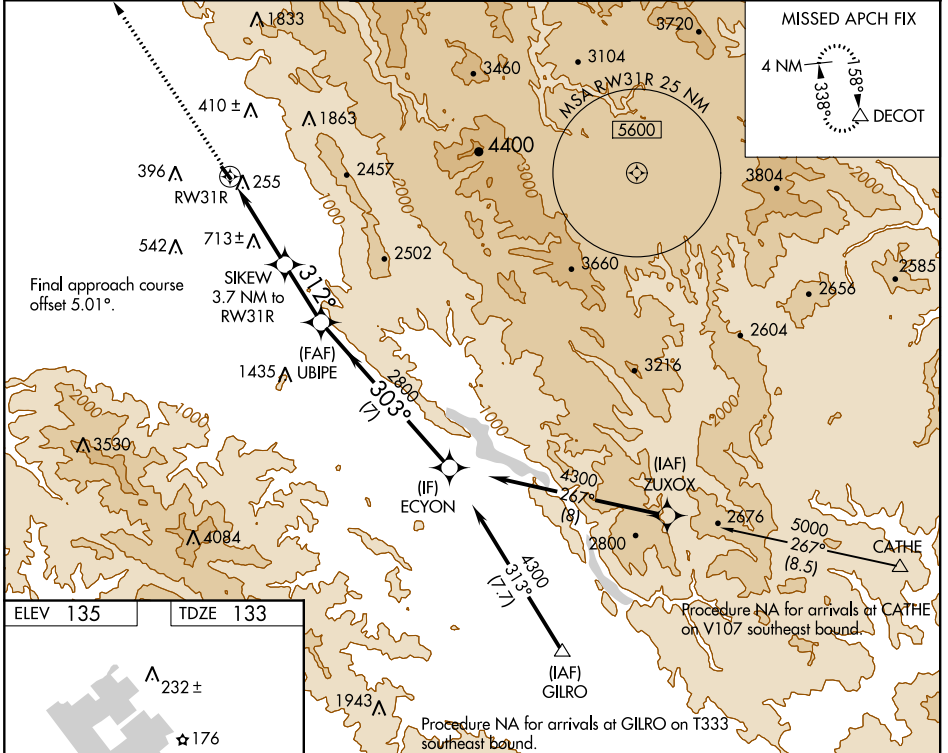 1833
3720
MISSED APCH FIX
4 NM
338°
158°
DECOT
3460
3104
MSA RW31R 25 NM
5600
410 ±
1863
4400
396
255
RW31R
2457
3804
542
713 ±
2502
3660
2585
2656
Final approach course
offset 5.01°.
SIKEW
3.7 NM to
RW31R
312°
2604
(FAF)
UBIPE
1435
3216
2800
303°
(7)
1000
2000
1000
2000
1000
2000
1000
3530
(IF)
ECYON
4300
267°
(8)
(IAF)
ZUXOX
2676
5000
267°
(8.5)
CATHE
4084
2800
4300
313°
(7.7)
Procedure NA for arrivals at CATHE
on V107 southeast bound.
ELEV 135
TDZE 133
232 ±
176
(IAF)
GILRO
1943
Procedure NA for arrivals at GILRO on T333
southeast bound.